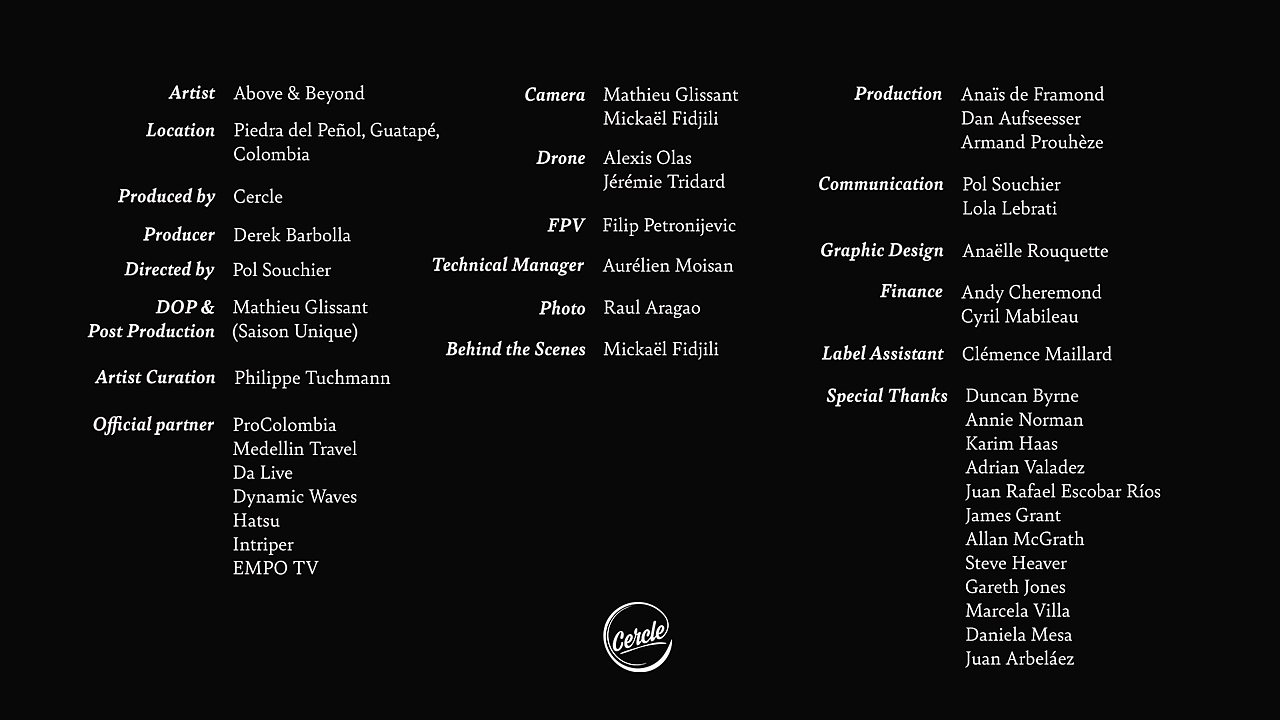 Artist Above & Beyond
Location Piedra del Peñol, Guatapé,
Colombia
Produced by Cercle
Producer Derek Barbolla
Directed by Pol Souchier
DOP & Mathieu Glissant
Post Production (Saison Unique)
Artist Curation Philippe Tuchmann
Official partner ProColombia
Medellin Travel
Da Live
Dynamic Waves
Hatsu
Intriper
EMPO TV
Camera Mathieu Glissant
Mickaël Fidjili
Drone Alexis Olas
Jérémie Tridard
FPV Filip Petronijevic
Technical Manager Aurélien Moisan
Photo Raul Aragao
Behind the Scenes Mickaël Fidjili
Production Anaïs de Framond
Dan Aufseesser
Armand Prouhèze
Communication Pol Souchier
Lola Lebrati
Graphic Design Anaëlle Rouquette
Finance Andy Cheremond
Cyril Mabileau
Label Assistant Clémence Maillard
Special Thanks Duncan Byrne
Annie Norman
Karim Haas
Adrian Valadez
Juan Rafael Escobar Ríos
James Grant
Allan McGrath
Steve Heaver
Gareth Jones
Marcela Villa
Daniela Mesa
Juan Arbeláez
Cercle